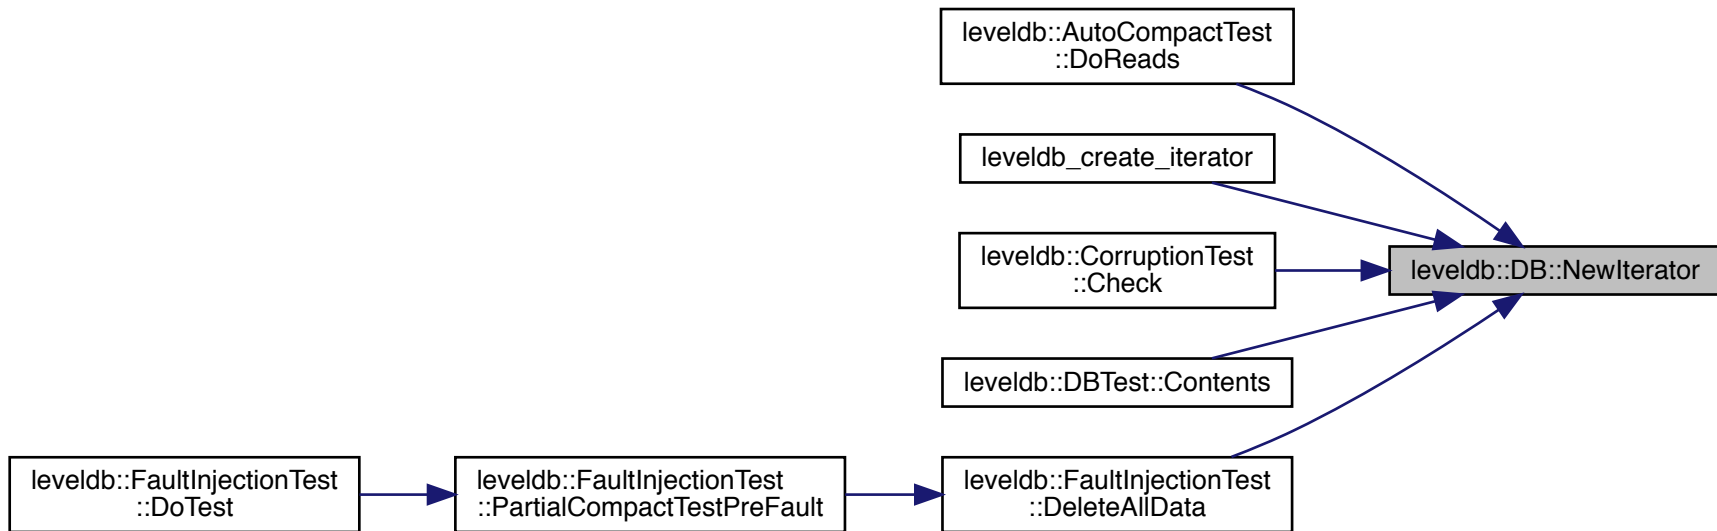 leveldb::AutoCompactTest
::DoReads
leveldb_create_iterator
leveldb::CorruptionTest
::Check
leveldb::DB::NewIterator
leveldb::DBTest::Contents
leveldb::FaultInjectionTest
::DoTest
leveldb::FaultInjectionTest
::PartialCompactTestPreFault
leveldb::FaultInjectionTest
::DeleteAllData